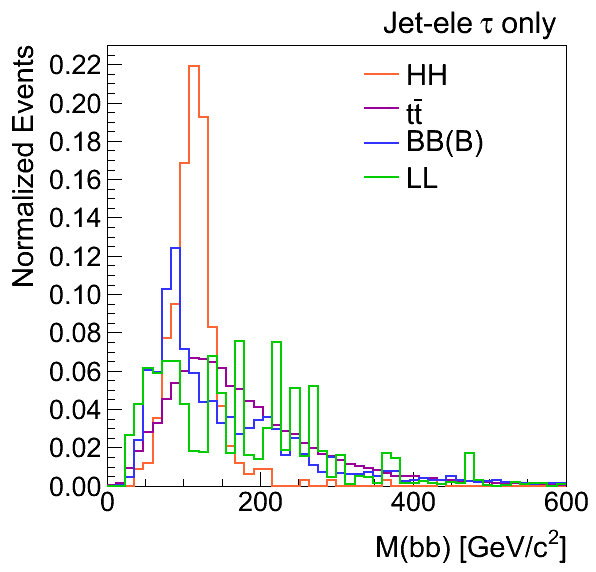 Jet-ele τ only
Normalized Events
0.22
0.20
0.18
0.16
0.14
0.12
0.10
0.08
0.06
0.04
0.02
0.00
HH
tt̄
BB(B)
LL
0
200
400
600
M(bb) [GeV/c²]